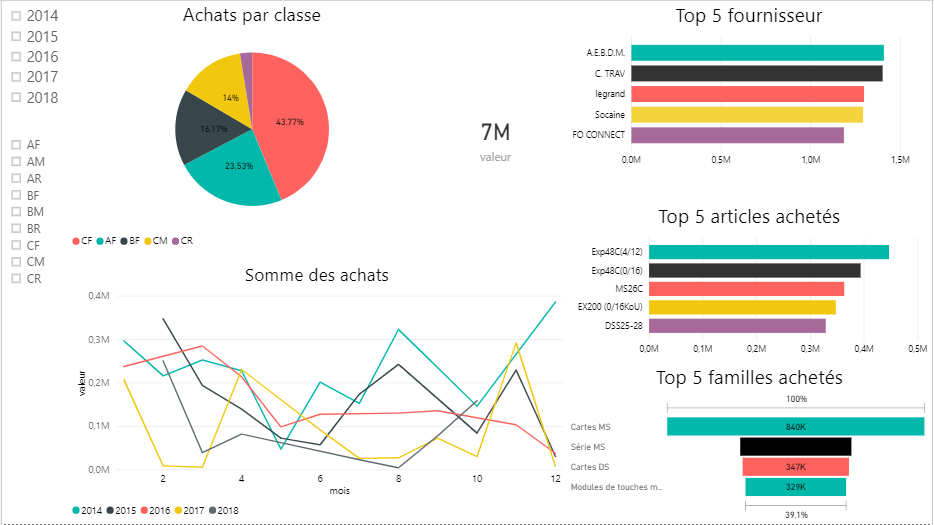 2014
2015
2016
2017
2018
AF
AM
AR
BF
BM
BR
CF
CM
CR
Achats par classe
43,77%
23,53%
16,17%
14%
CF AF BF CM CR
7M
valeur
Top 5 fournisseur
A.E.B.D.M.
C. TRAV
legrand
Socaine
FO CONNECT
0,0M 0,5M 1,0M 1,5M
Top 5 articles achetés
Exp48C(4/12)
Exp48C(0/16)
MS26C
EX200 (0/16KoU)
DSS25-28
0,0M 0,1M 0,2M 0,3M 0,4M 0,5M
Somme des achats
0,4M
0,3M
0,2M
0,1M
0,0M
valeur
2 4 6 8 10 12
mois
2014 2015 2016 2017 2018
Top 5 familles achetés
100%
Cartes MS 840K
Série MS
Cartes DS 347K
Modules de touches m... 329K
39,1%